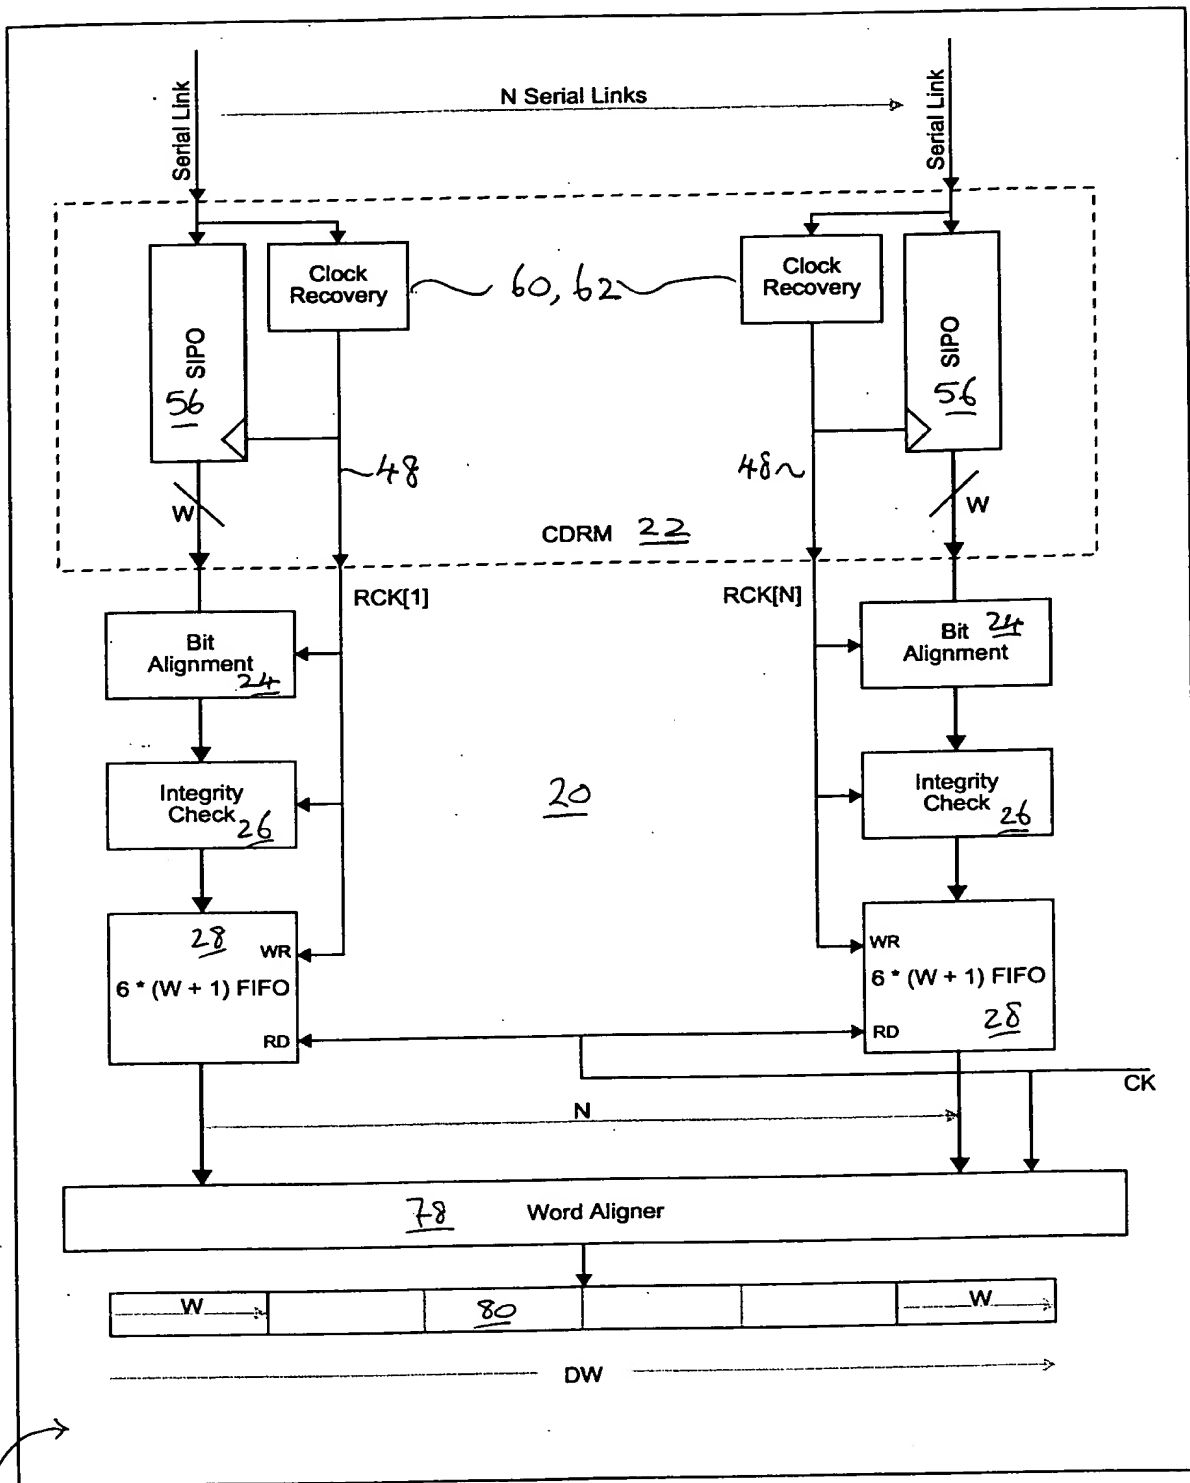 Serial Link
N Serial Links
Serial Link
Clock
Recovery
60, 62
Clock
Recovery
SIPO
56
SIPO
56
48
48
W
W
CDRM 22
RCK[1]
RCK[N]
Bit
Alignment
24
Bit 24
Alignment
Integrity
Check
26
20
Integrity
Check
26
28
WR
6 * (W + 1) FIFO
RD
WR
6 * (W + 1) FIFO
28
RD
CK
N
78 Word Aligner
W
80
W
DW